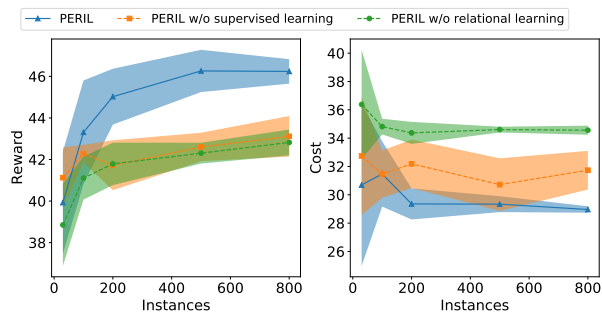 PERIL PERIL w/o supervised learning PERIL w/o relational learning
46
44
42
40
38
Reward
0 200 400 600 800
Instances
40
38
36
34
32
30
28
26
Cost
0 200 400 600 800
Instances